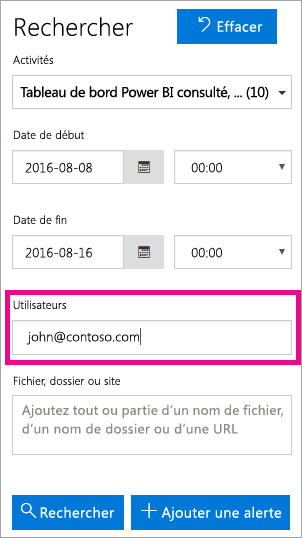 Rechercher
Effacer
Activités
Tableau de bord Power BI consulté, ... (10)
Date de début
2016-08-08
00:00
Date de fin
2016-08-16
00:00
Utilisateurs
john@contoso.com
Fichier, dossier ou site
Ajoutez tout ou partie d'un nom de fichier,
d'un nom de dossier ou d'une URL
Rechercher
Ajouter une alerte